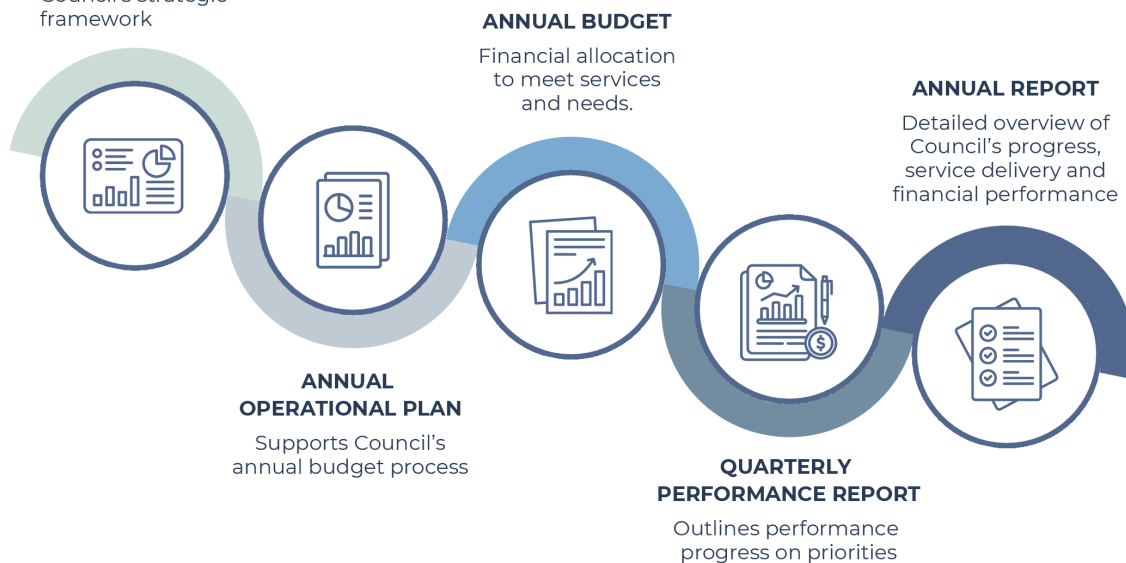 framework
ANNUAL
OPERATIONAL PLAN
Supports Council's
annual budget process
ANNUAL BUDGET
Financial allocation
to meet services
and needs.
QUARTERLY
PERFORMANCE REPORT
Outlines performance
progress on priorities
ANNUAL REPORT
Detailed overview of
Council's progress,
service delivery and
financial performance
$